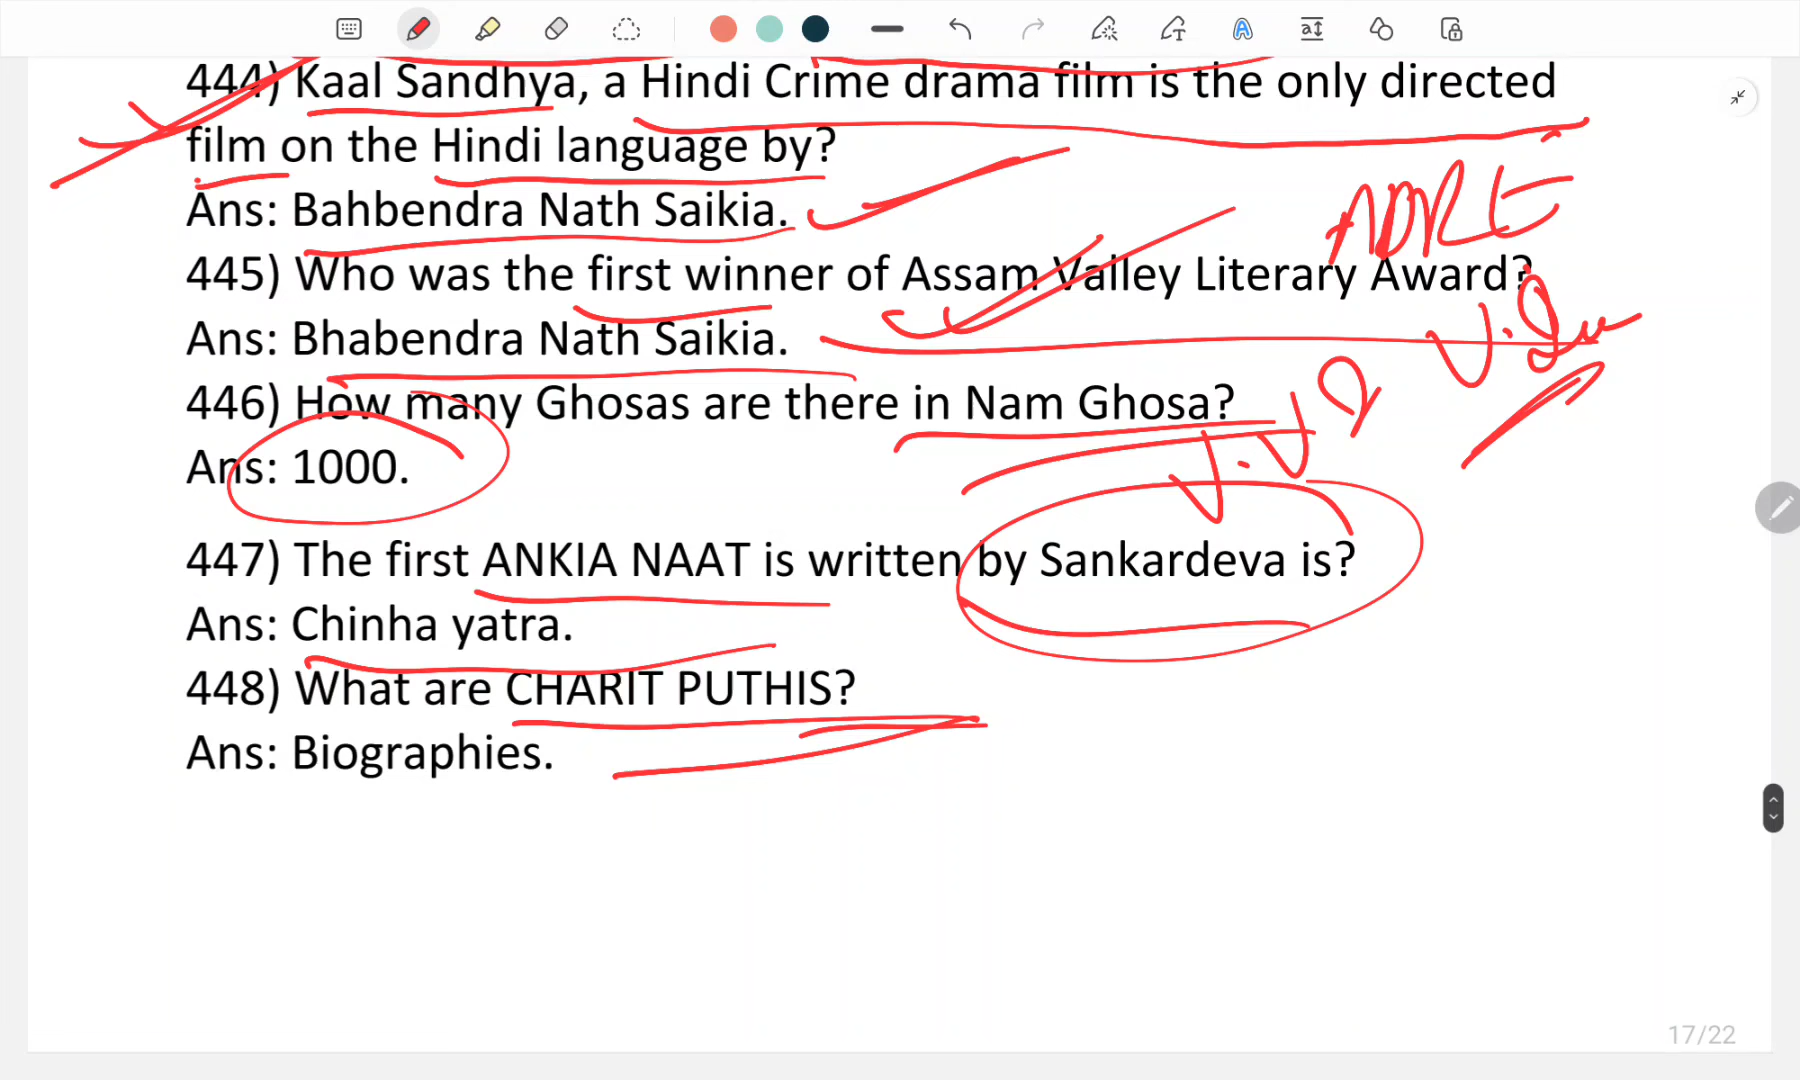 444) Kaal Sandhya, a Hindi Crime drama film is the only directed
film on the Hindi language by?
Ans: Bahbendra Nath Saikia.
ADRE
445) Who was the first winner of Assam Valley Literary Award?
Ans: Bhabendra Nath Saikia.
446) How many Ghosas are there in Nam Ghosa?
Ans: 1000.
447) The first ANKIA NAAT is written by Sankardeva is?
Ans: Chinha yatra.
448) What are CHARIT PUTHIS?
Ans: Biographies.
17/22